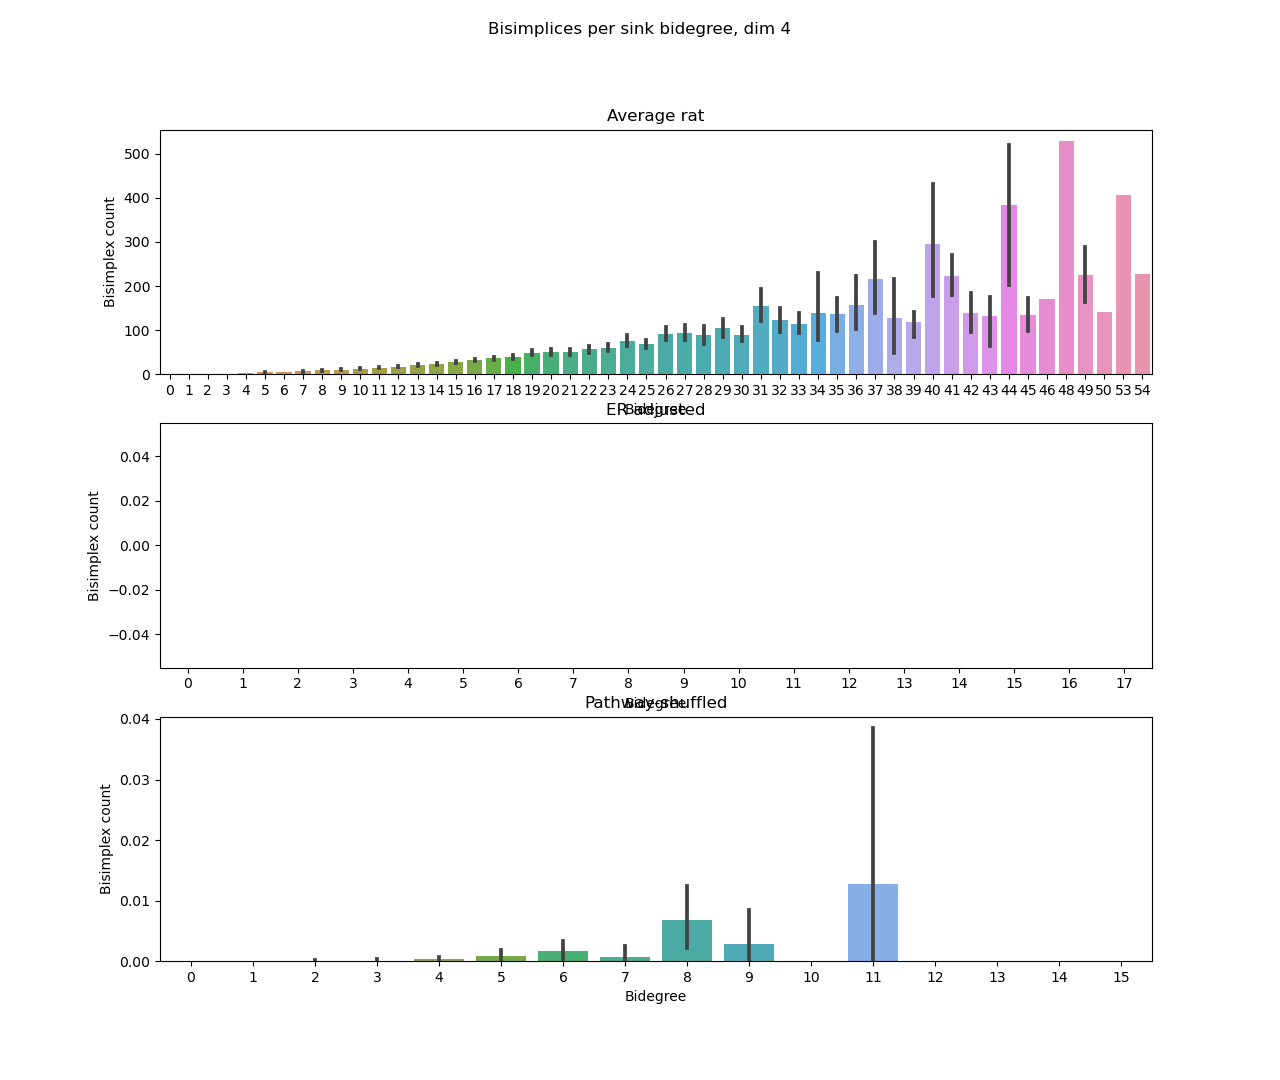 Bisimplices per sink bidegree, dim 4
Average rat
Bisimplex count
500
400
300
200
100
0
0 1 2 3 4 5 6 7 8 9 10 11 12 13 14 15 16 17 18 19 20 21 22 23 24 25 26 27 28 29 30 31 32 33 34 35 36 37 38 39 40 41 42 43 44 45 46 48 49 50 53 54
Bidegree
ER adjusted
Bisimplex count
0.04
0.02
0.00
−0.02
−0.04
0 1 2 3 4 5 6 7 8 9 10 11 12 13 14 15 16 17
Bidegree
Pathway shuffled
Bisimplex count
0.04
0.03
0.02
0.01
0.00
0 1 2 3 4 5 6 7 8 9 10 11 12 13 14 15
Bidegree